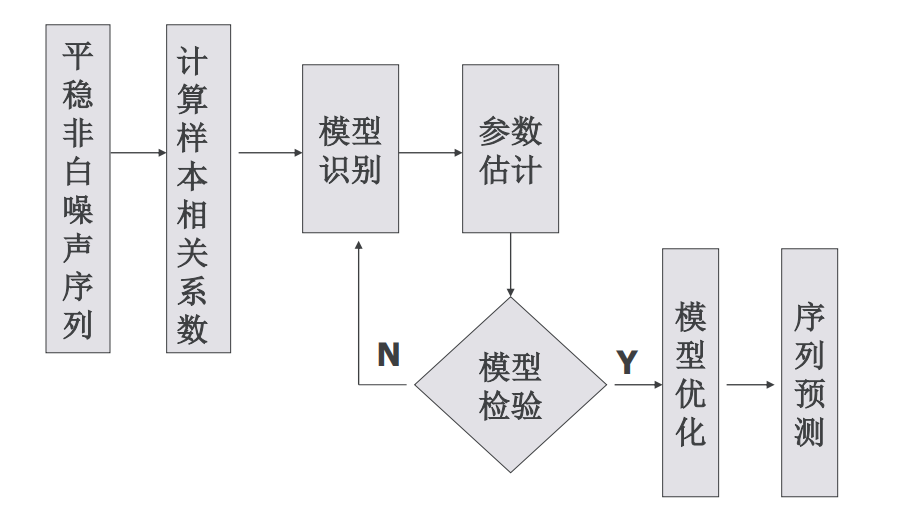 平稳非白噪声序列
计算样本相关系数
模型
识别
参数
估计
模型
检验
N
Y
模型优化
序列预测